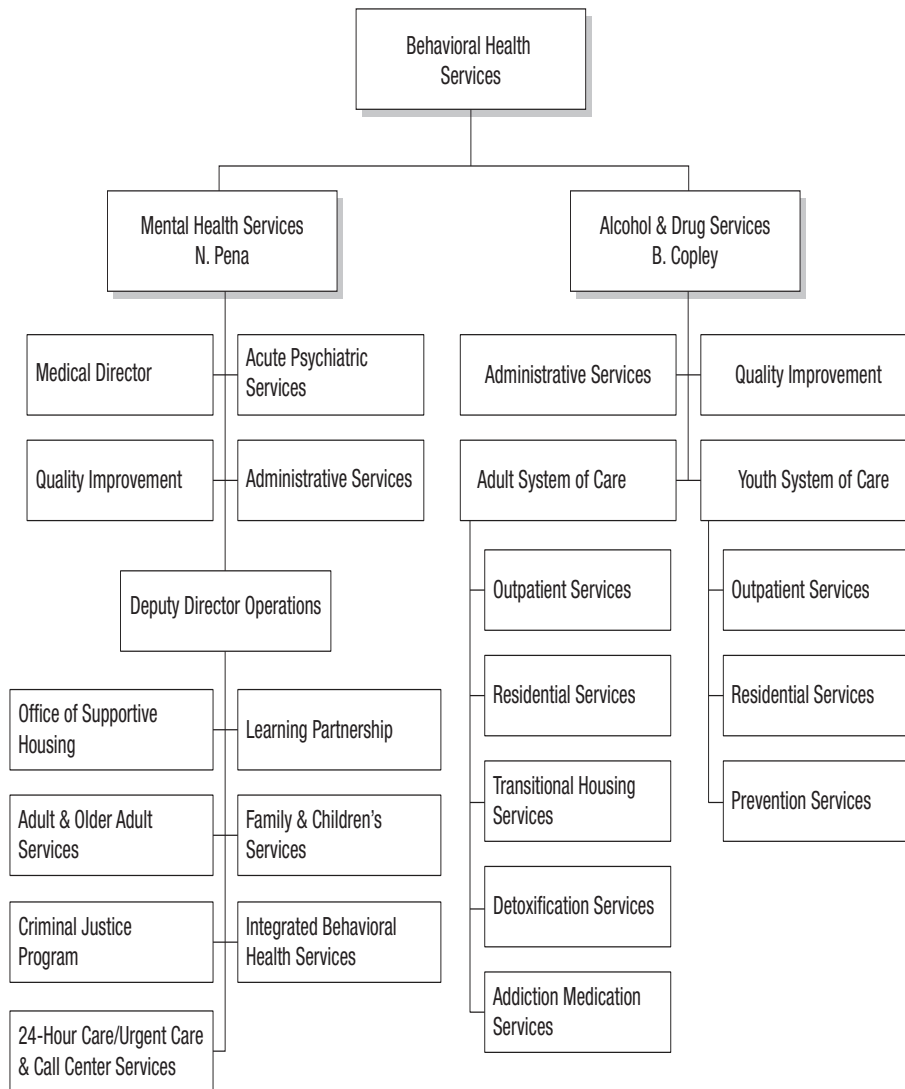 Behavioral Health
Services
Mental Health Services
N. Pena
Alcohol & Drug Services
B. Copley
Medical Director
Acute Psychiatric
Services
Quality Improvement
Administrative Services
Deputy Director Operations
Office of Supportive
Housing
Learning Partnership
Adult & Older Adult
Services
Family & Children's
Services
Criminal Justice
Program
Integrated Behavioral
Health Services
24-Hour Care/Urgent Care
& Call Center Services
Administrative Services
Quality Improvement
Adult System of Care
Youth System of Care
Outpatient Services
Residential Services
Transitional Housing
Services
Detoxification Services
Addiction Medication
Services
Outpatient Services
Residential Services
Prevention Services